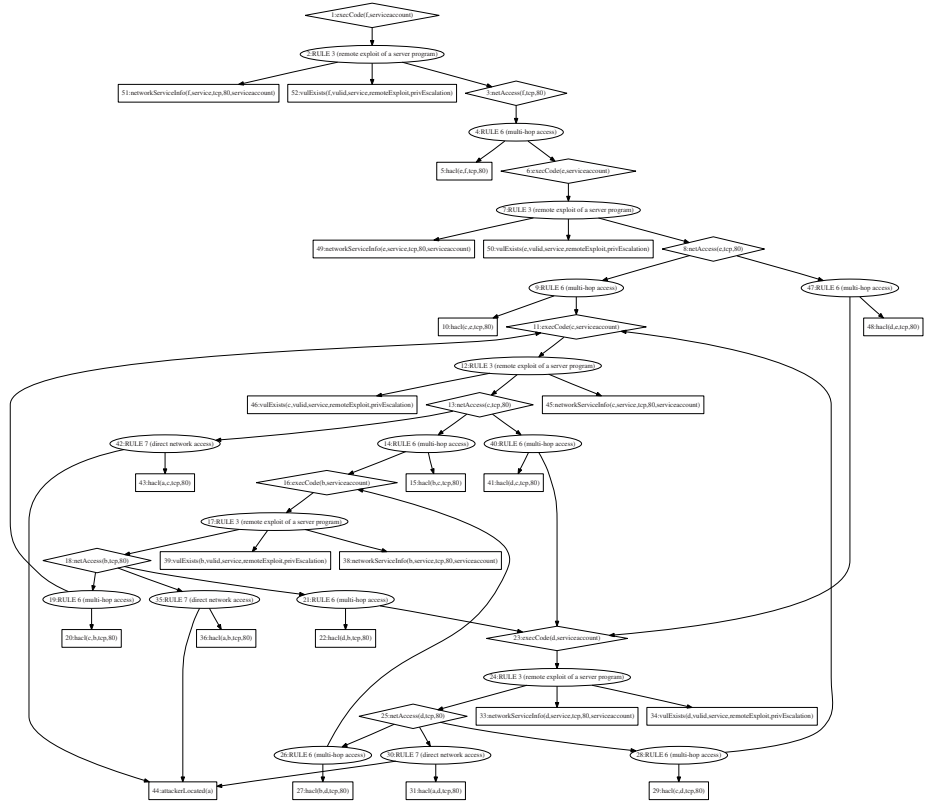 1:execCode(f,serviceaccount)
2:RULE 3 (remote exploit of a server program)
51:networkServiceInfo(f,service,tcp,80,serviceaccount)
52:vulExists(f,vulid,service,remoteExploit,privEscalation)
3:netAccess(f,tcp,80)
4:RULE 6 (multi-hop access)
5:hacl(e,f,tcp,80)
6:execCode(e,serviceaccount)
7:RULE 3 (remote exploit of a server program)
49:networkServiceInfo(e,service,tcp,80,serviceaccount)
50:vulExists(e,vulid,service,remoteExploit,privEscalation)
8:netAccess(e,tcp,80)
9:RULE 6 (multi-hop access)
47:RULE 6 (multi-hop access)
10:hacl(c,e,tcp,80)
11:execCode(c,serviceaccount)
48:hacl(d,e,tcp,80)
12:RULE 3 (remote exploit of a server program)
46:vulExists(c,vulid,service,remoteExploit,privEscalation)
13:netAccess(c,tcp,80)
45:networkServiceInfo(c,service,tcp,80,serviceaccount)
42:RULE 7 (direct network access)
14:RULE 6 (multi-hop access)
40:RULE 6 (multi-hop access)
43:hacl(a,c,tcp,80)
16:execCode(b,serviceaccount)
15:hacl(b,c,tcp,80)
41:hacl(d,c,tcp,80)
17:RULE 3 (remote exploit of a server program)
18:netAccess(b,tcp,80)
39:vulExists(b,vulid,service,remoteExploit,privEscalation)
38:networkServiceInfo(b,service,tcp,80,serviceaccount)
19:RULE 6 (multi-hop access)
35:RULE 7 (direct network access)
21:RULE 6 (multi-hop access)
20:hacl(c,b,tcp,80)
36:hacl(a,b,tcp,80)
22:hacl(d,b,tcp,80)
23:execCode(d,serviceaccount)
24:RULE 3 (remote exploit of a server program)
25:netAccess(d,tcp,80)
33:networkServiceInfo(d,service,tcp,80,serviceaccount)
34:vulExists(d,vulid,service,remoteExploit,privEscalation)
26:RULE 6 (multi-hop access)
30:RULE 7 (direct network access)
28:RULE 6 (multi-hop access)
44:attackerLocated(a)
27:hacl(b,d,tcp,80)
31:hacl(a,d,tcp,80)
29:hacl(c,d,tcp,80)